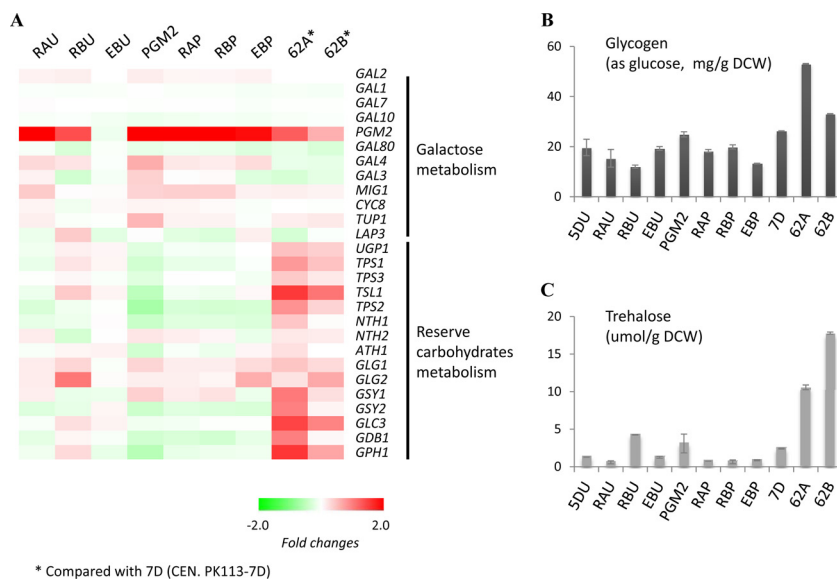 A
RAU RBU EBU PGM2 RAP RBP EBP 62A* 62B*
GAL2
GAL1
GAL7
GAL10
PGM2
GAL80
GAL4
GAL3
MIG1
CYC8
TUP1
LAP3
UGP1
TPS1
TPS3
TSL1
TPS2
NTH1
NTH2
ATH1
GLG1
GLG2
GSY1
GSY2
GLC3
GDB1
GPH1
Galactose
metabolism
Reserve
carbohydrates
metabolism
-2.0 2.0
Fold changes
* Compared with 7D (CEN. PK113-7D)
B
Glycogen
(as glucose, mg/g DCW)
60
40
20
0
5DU RAU RBU EBU PGM2 RAP RBP EBP 7D 62A 62B
C
Trehalose
(umol/g DCW)
20
15
10
5
0
5DU RAU RBU EBU PGM2 RAP RBP EBP 7D 62A 62B